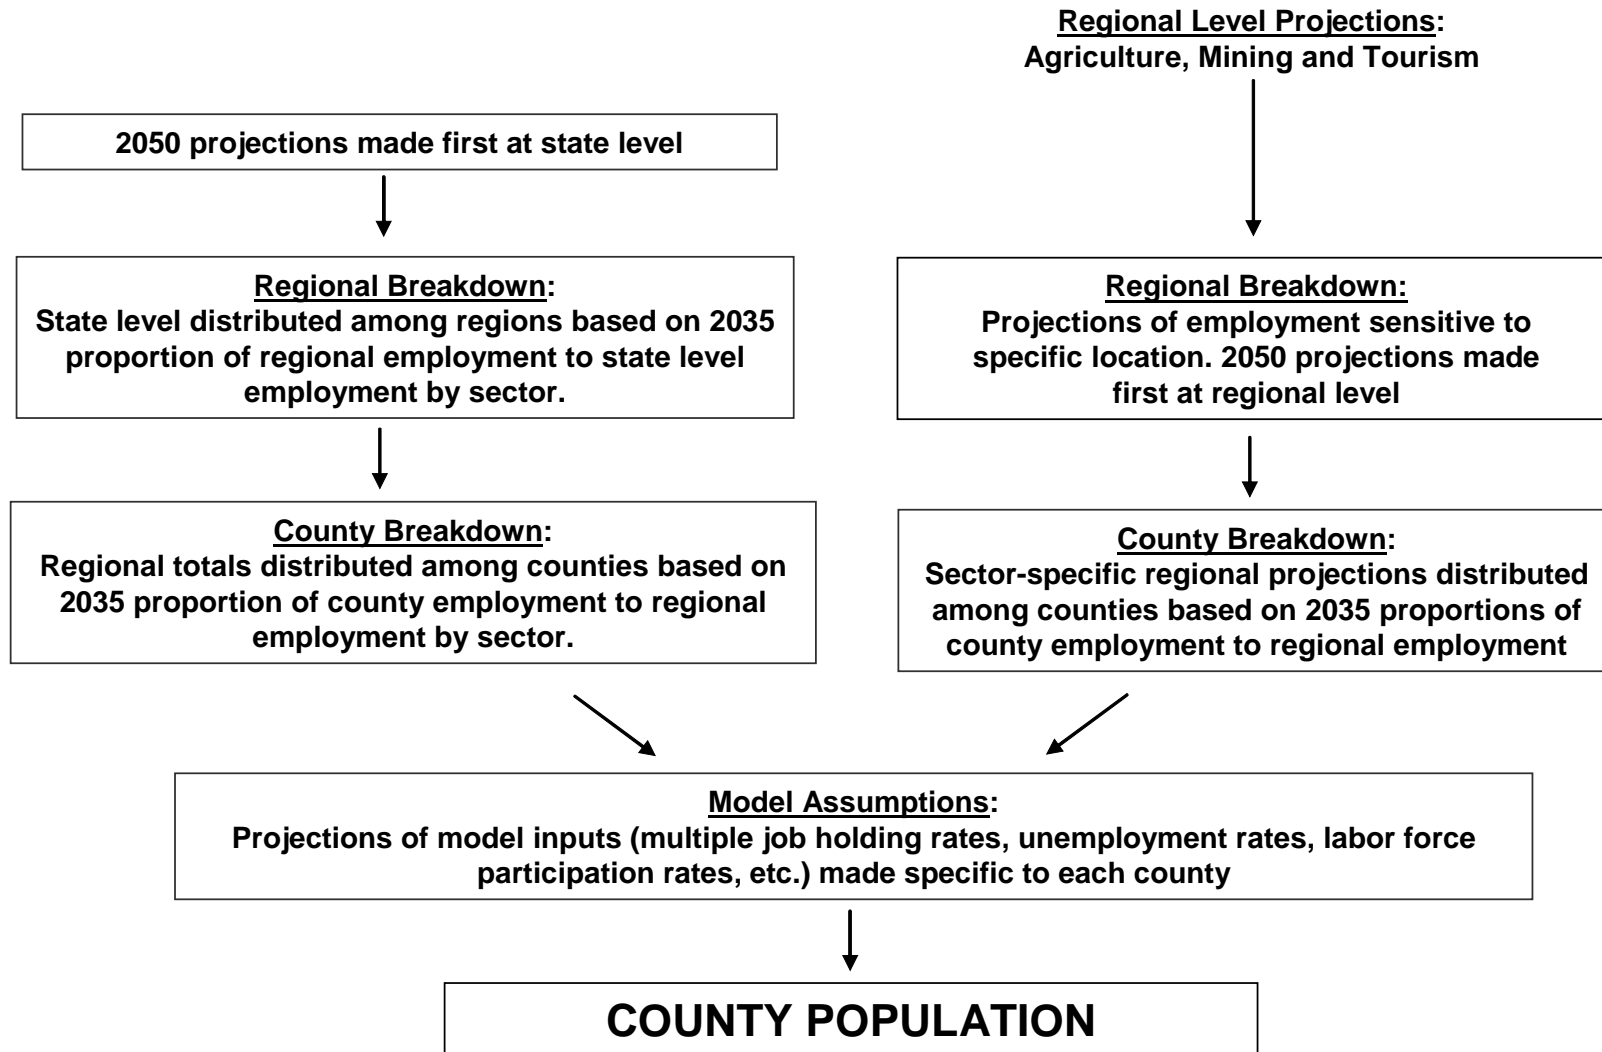 Regional Level Projections:
Agriculture, Mining and Tourism
2050 projections made first at state level
Regional Breakdown:
State level distributed among regions based on 2035
proportion of regional employment to state level
employment by sector.
Regional Breakdown:
Projections of employment sensitive to
specific location. 2050 projections made
first at regional level
County Breakdown:
Regional totals distributed among counties based on
2035 proportion of county employment to regional
employment by sector.
County Breakdown:
Sector-specific regional projections distributed
among counties based on 2035 proportions of
county employment to regional employment
Model Assumptions:
Projections of model inputs (multiple job holding rates, unemployment rates, labor force
participation rates, etc.) made specific to each county
COUNTY POPULATION